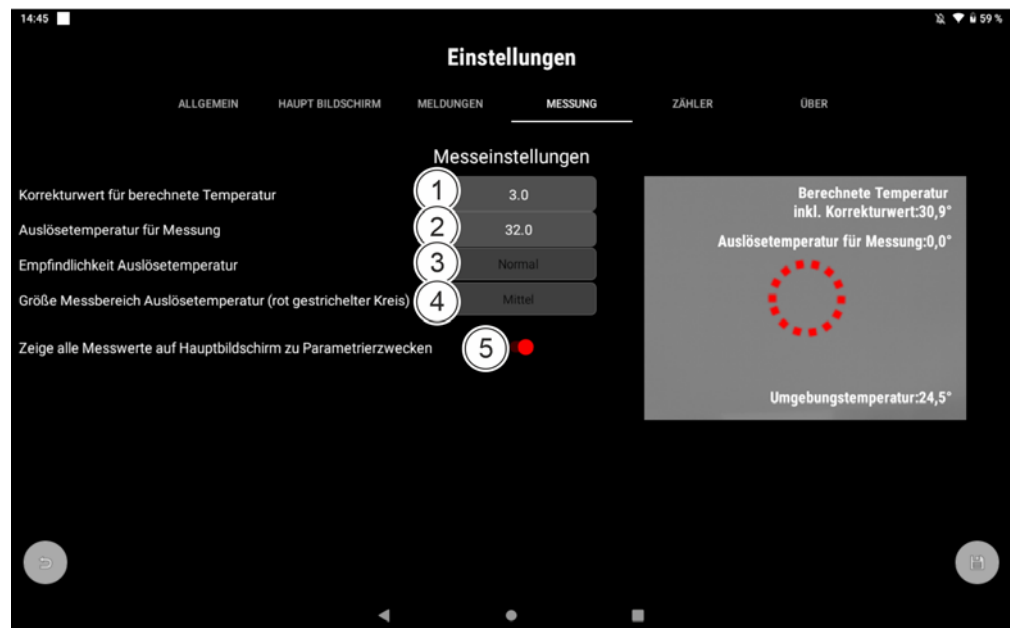 14:45
59 %
Einstellungen
ALLGEMEIN HAUPT BILDSCHIRM MELDUNGEN MESSUNG ZÄHLER ÜBER
Messeinstellungen
Korrekturwert für berechnete Temperatur 1 3.0
Auslösetemperatur für Messung 2 32.0
Empfindlichkeit Auslösetemperatur 3 Normal
Größe Messbereich Auslösetemperatur (rot gestrichelter Kreis) 4 Mittel
Zeige alle Messwerte auf Hauptbildschirm zu Parametrierzwecken 5
Berechnete Temperatur
inkl. Korrekturwert:30,9°
Auslösetemperatur für Messung:0,0°
Umgebungstemperatur:24,5°